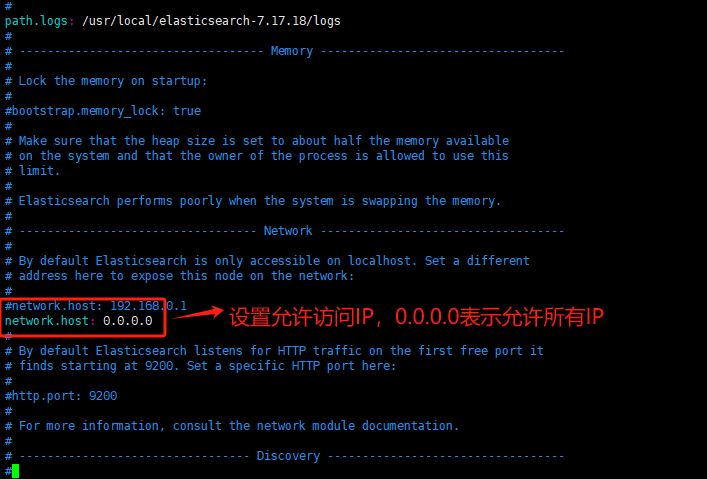 #
path.logs: /usr/local/elasticsearch-7.17.18/logs
#
# ---------------------------------- Memory -----------------------------------
#
# Lock the memory on startup:
#
#bootstrap.memory_lock: true
#
# Make sure that the heap size is set to about half the memory available
# on the system and that the owner of the process is allowed to use this
# limit.
#
# Elasticsearch performs poorly when the system is swapping the memory.
#
# ---------------------------------- Network -----------------------------------
#
# By default Elasticsearch is only accessible on localhost. Set a different
# address here to expose this node on the network:
#
#network.host: 192.168.0.1
network.host: 0.0.0.0 设置允许访问IP，0.0.0.0表示允许所有IP
#
# By default Elasticsearch listens for HTTP traffic on the first free port it
# finds starting at 9200. Set a specific HTTP port here:
#
#http.port: 9200
#
# For more information, consult the network module documentation.
#
# --------------------------------- Discovery ----------------------------------
#